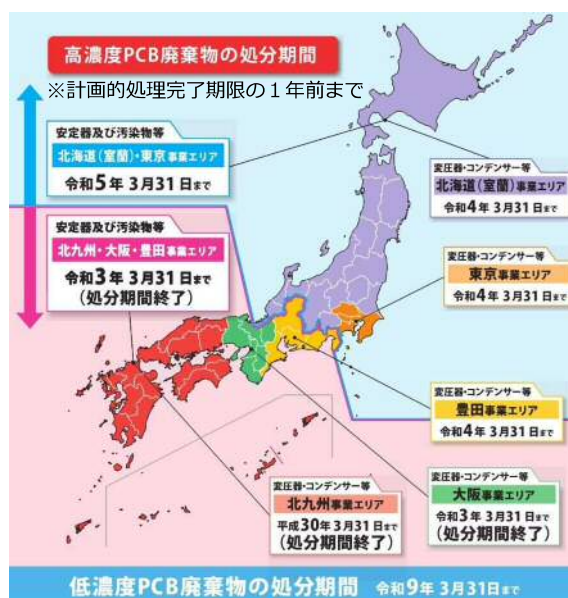 高濃度PCB廃棄物の処分期間
※計画的処理完了期限の1年前まで
安定器及び汚染物等
北海道(室蘭)・東京事業エリア
令和5年 3月31日まで
変圧器・コンデンサー等
北海道(室蘭)事業エリア
令和4年 3月31日まで
安定器及び汚染物等
北九州・大阪・豊田事業エリア
令和3年 3月31日まで
(処分期間終了)
変圧器・コンデンサー等
東京事業エリア
令和4年 3月31日まで
変圧器・コンデンサー等
豊田事業エリア
令和4年 3月31日まで
変圧器・コンデンサー等
北九州事業エリア
平成30年 3月31日まで
(処分期間終了)
変圧器・コンデンサー等
大阪事業エリア
令和3年 3月31日まで
(処分期間終了)
低濃度PCB廃棄物の処分期間 令和9年 3月31日まで